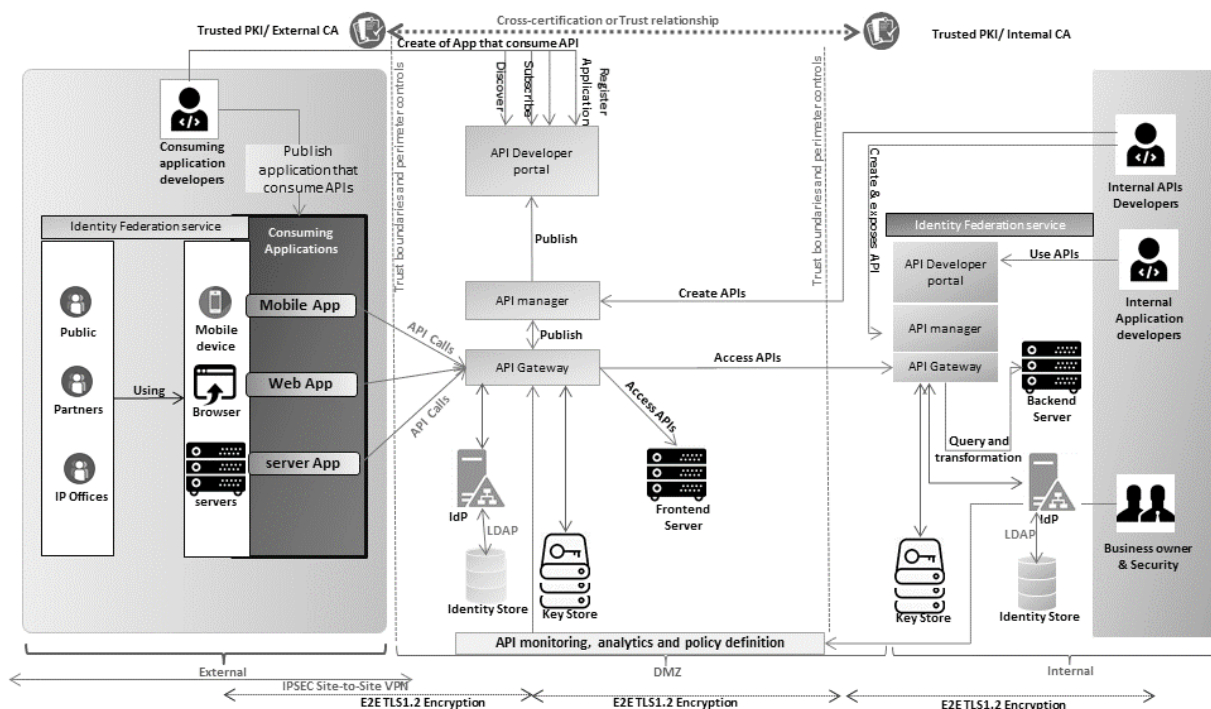 Cross-certification or Trust relationship
Trusted PKI/ External CA
Trusted PKI/ Internal CA
Create of App that consume API
Discover
Subscribe
Register
Application
Trust boundaries and perimeter controls
Trust boundaries and perimeter controls
Consuming
application
developers
Publish
application that
consume APIs
API Developer
portal
Create & exposes API
Internal APIs
Developers
Identity Federation service
Consuming
Applications
Publish
Identity Federation service
API Developer
portal
Use APIs
Internal
Application
developers
Public
Mobile
device
Mobile App
API manager
Create APIs
API manager
API Calls
Publish
Partners
Using
Browser
Web App
API Gateway
Access APIs
API Gateway
Backend
Server
API Calls
Access APIs
IP Offices
servers
server App
Query and
transformation
IdP
Frontend
Server
IdP
LDAP
LDAP
Business owner
& Security
Identity Store
Key Store
Key Store
Identity Store
API monitoring, analytics and policy definition
External
DMZ
Internal
IPSEC Site-to-Site VPN
E2E TLS1.2 Encryption
E2E TLS1.2 Encryption
E2E TLS1.2 Encryption